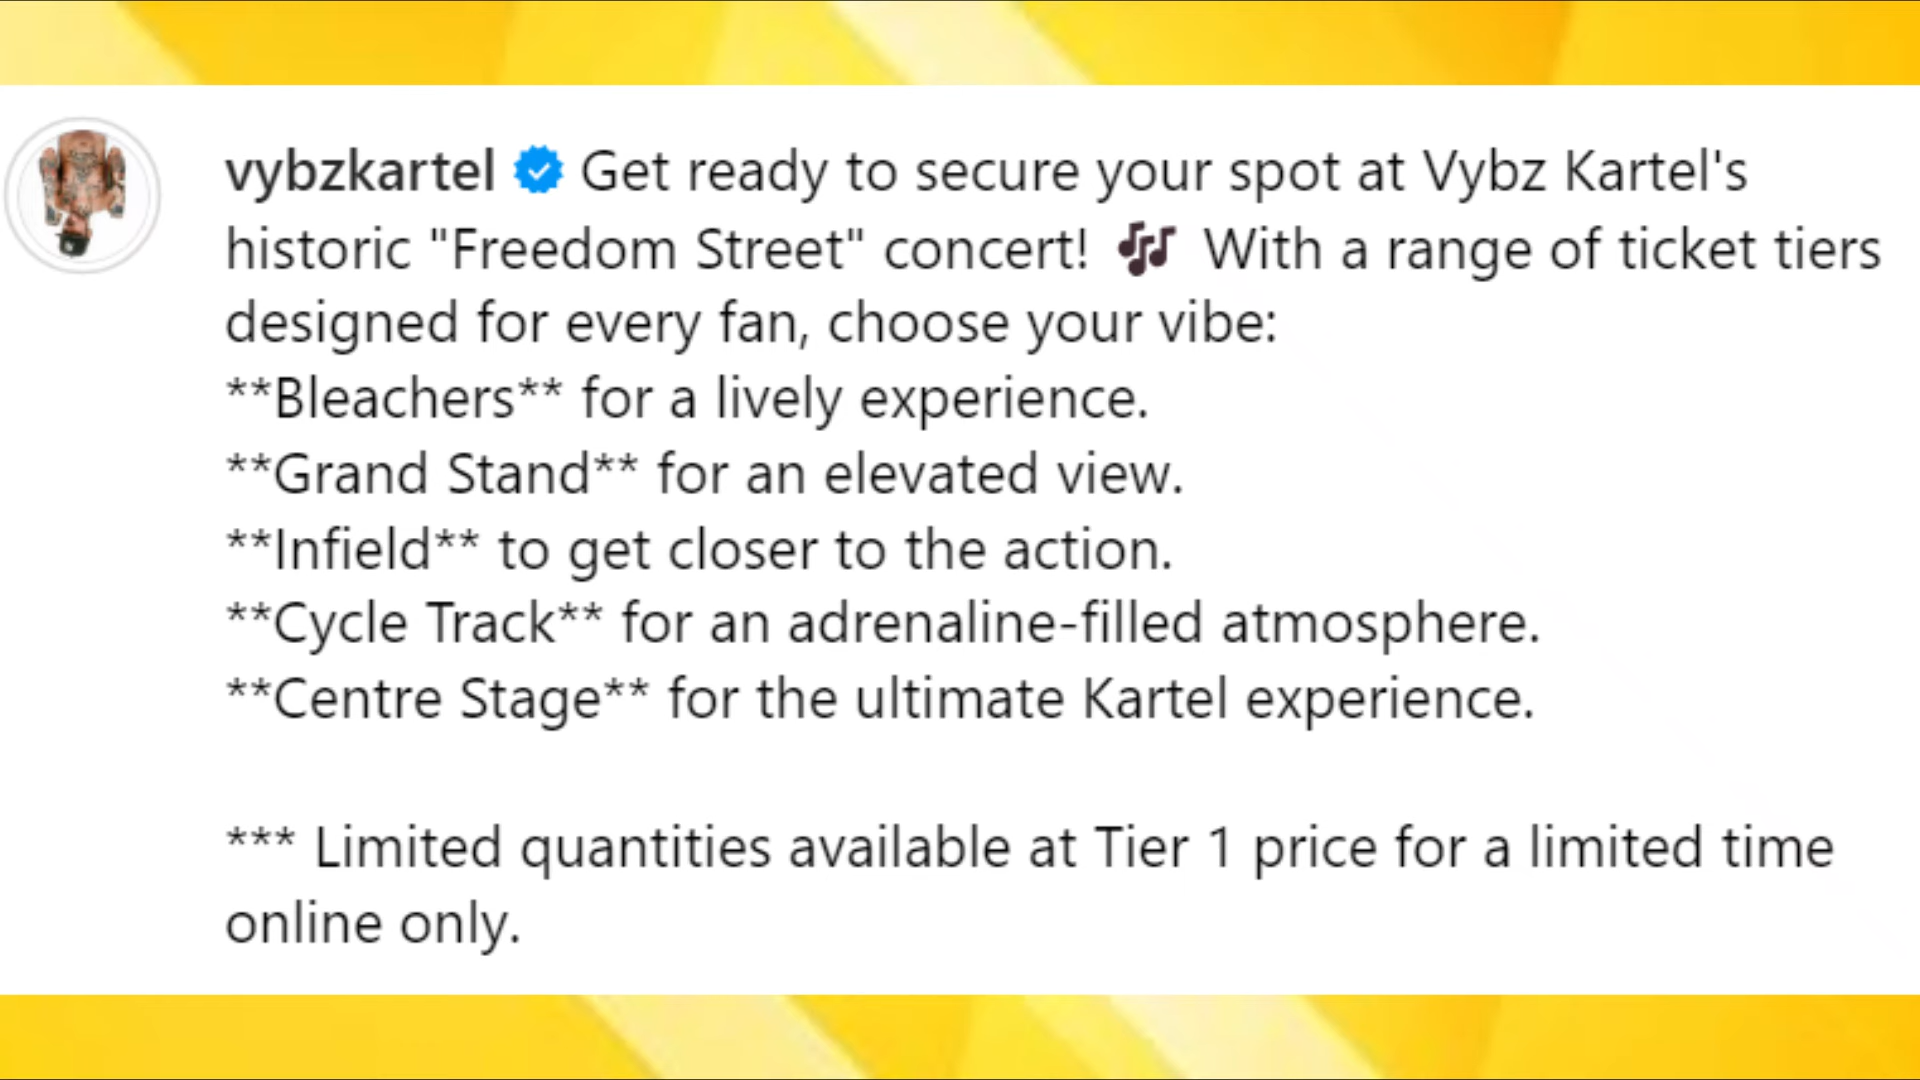 vybzkartel Get ready to secure your spot at Vybz Kartel's
historic "Freedom Street" concert! 🎶 With a range of ticket tiers
designed for every fan, choose your vibe:
**Bleachers** for a lively experience.
**Grand Stand** for an elevated view.
**Infield** to get closer to the action.
**Cycle Track** for an adrenaline-filled atmosphere.
**Centre Stage** for the ultimate Kartel experience.
*** Limited quantities available at Tier 1 price for a limited time
online only.